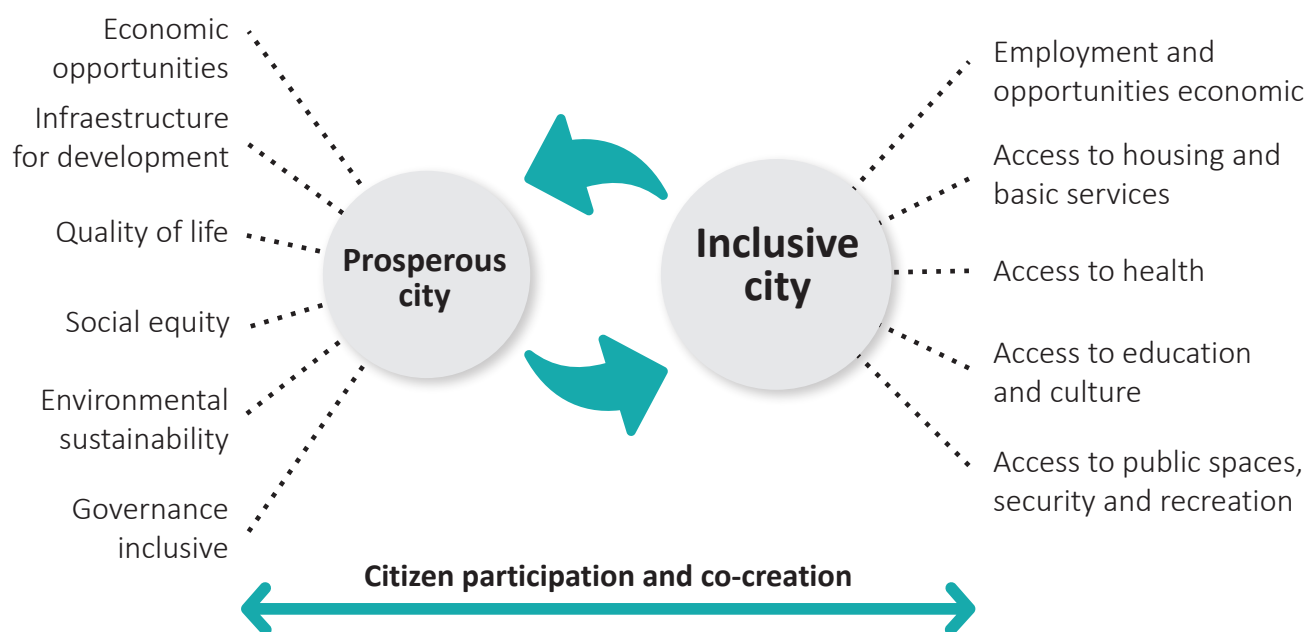 Economic
opportunities
Infraestructure
for development
Quality of life
Social equity
Environmental
sustainability
Governance
inclusive
Prosperous
city
Inclusive
city
Employment and
opportunities economic
Access to housing and
basic services
Access to health
Access to education
and culture
Access to public spaces,
security and recreation
Citizen participation and co-creation